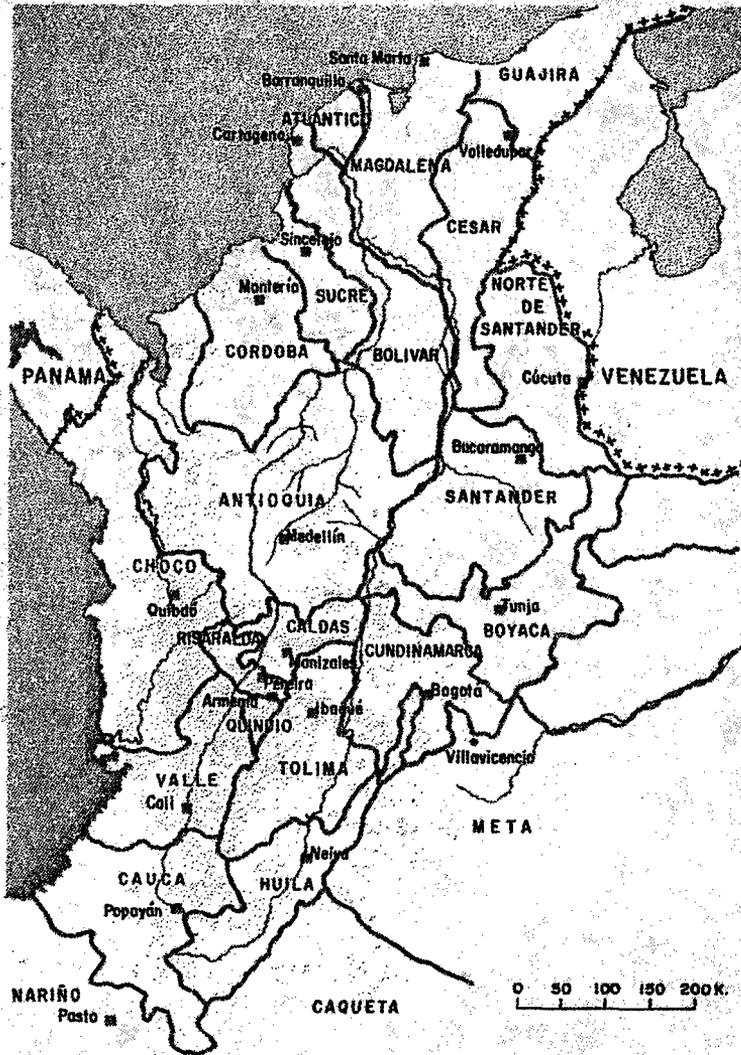 Santa Marta
GUAJIRA
Barranquilla
ATLANTICO
Cartagena
Valledupar
MAGDALENA
CESAR
Sincelejo
NORTE
DE
SANTANDER
Montería
SUCRE
CORDOBA
BOLIVAR
PANAMA
Cúcuta
VENEZUELA
Bucaramanga
ANTIOQUIA
SANTANDER
Medellín
CHOCO
Quibdó
Tunja
CALDAS
BOYACA
RISARALDA
CUNDINAMARCA
Manizales
Pereira
Bogotá
Armenia
Ibagué
QUINDIO
Villavicencio
TOLIMA
VALLE
Cali
META
Neiva
CAUCA
HUILA
Popayán
NARIÑO
Pasto
CAQUETA
0 50 100 150 200 K.